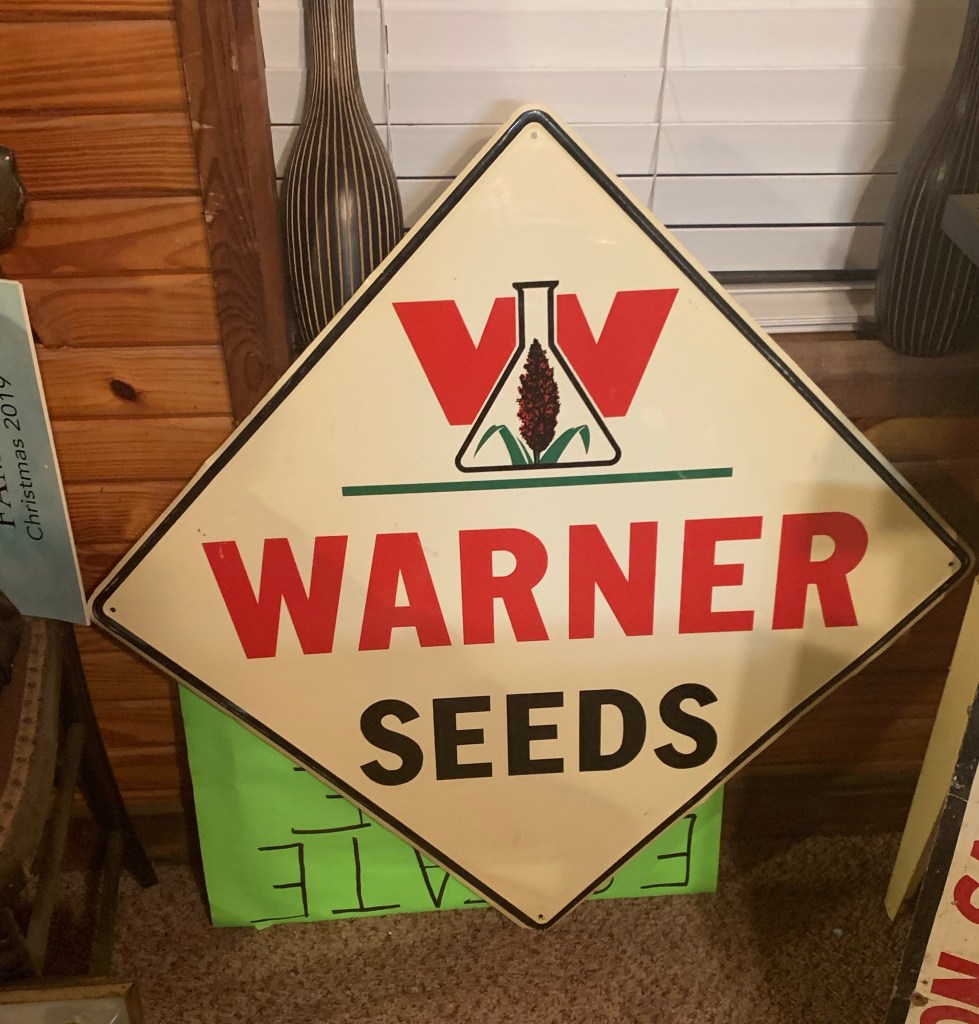 W
WARNER
SEEDS
Christmas 2019